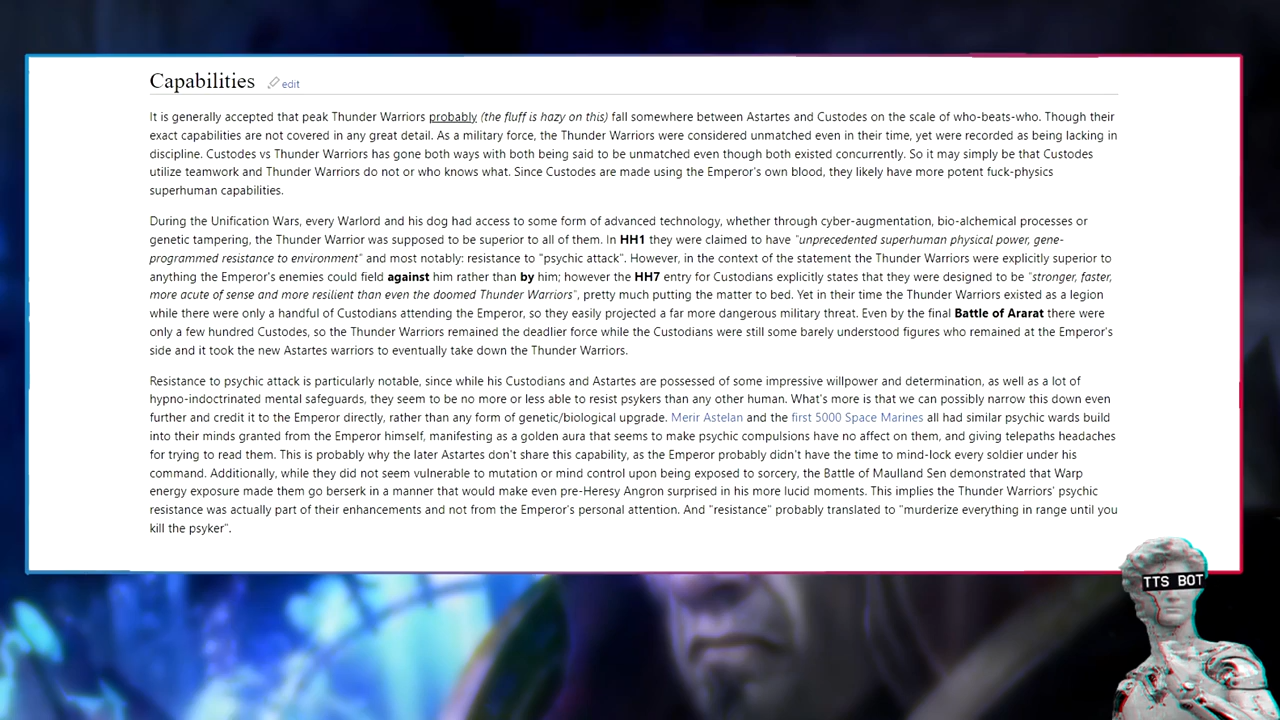 Capabilities edit
It is generally accepted that peak Thunder Warriors probably (the fluff is hazy on this) fall somewhere between Astartes and Custodes on the scale of who-beats-who. Though their
exact capabilities are not covered in any great detail. As a military force, the Thunder Warriors were considered unmatched even in their time, yet were recorded as being lacking in
discipline. Custodes vs Thunder Warriors has gone both ways with both being said to be unmatched even though both existed concurrently. So it may simply be that Custodes
utilize teamwork and Thunder Warriors do not or who knows what. Since Custodes are made using the Emperor's own blood, they likely have more potent fuck-physics
superhuman capabilities.
During the Unification Wars, every Warlord and his dog had access to some form of advanced technology, whether through cyber-augmentation, bio-alchemical processes or
genetic tampering, the Thunder Warrior was supposed to be superior to all of them. In HH1 they were claimed to have "unprecedented superhuman physical power, gene-
programmed resistance to environment" and most notably: resistance to "psychic attack". However, in the context of the statement the Thunder Warriors were explicitly superior to
anything the Emperor's enemies could field against him rather than by him; however the HH7 entry for Custodians explicitly states that they were designed to be "stronger, faster,
more acute of sense and more resilient than even the doomed Thunder Warriors", pretty much putting the matter to bed. Yet in their time the Thunder Warriors existed as a legion
while there were only a handful of Custodians attending the Emperor, so they easily projected a far more dangerous military threat. Even by the final Battle of Ararat there were
only a few hundred Custodes, so the Thunder Warriors remained the deadlier force while the Custodians were still some barely understood figures who remained at the Emperor's
side and it took the new Astartes warriors to eventually take down the Thunder Warriors.
Resistance to psychic attack is particularly notable, since while his Custodians and Astartes are possessed of some impressive willpower and determination, as well as a lot of
hypno-indoctrinated mental safeguards, they seem to be no more or less able to resist psykers than any other human. What's more is that we can possibly narrow this down even
further and credit it to the Emperor directly, rather than any form of genetic/biological upgrade. Merir Astelan and the first 5000 Space Marines all had similar psychic wards build
into their minds granted from the Emperor himself, manifesting as a golden aura that seems to make psychic compulsions have no affect on them, and giving telepaths headaches
for trying to read them. This is probably why the later Astartes don't share this capability, as the Emperor probably didn't have the time to mind-lock every soldier under his
command. Additionally, while they did not seem vulnerable to mutation or mind control upon being exposed to sorcery, the Battle of Maulland Sen demonstrated that Warp
energy exposure made them go berserk in a manner that would make even pre-Heresy Angron surprised in his more lucid moments. This implies the Thunder Warriors' psychic
resistance was actually part of their enhancements and not from the Emperor's personal attention. And "resistance" probably translated to "murderize everything in range until you
kill the psyker".
TTS BOT